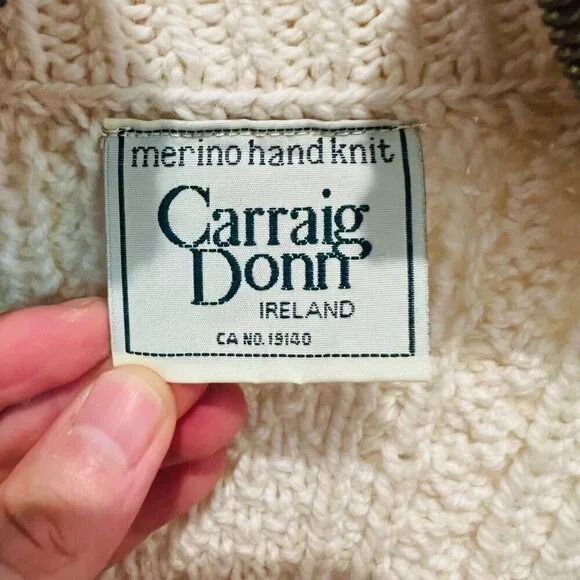 merino hand knit
Carraig
Donn
IRELAND
CA NO. 19140